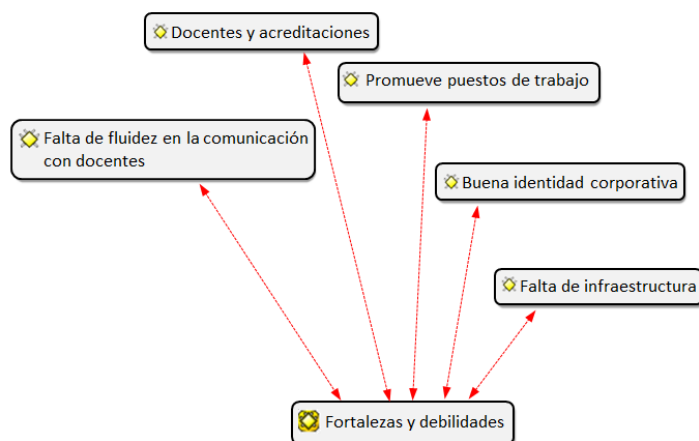 Docentes y acreditaciones
Promueve puestos de trabajo
Falta de fluidez en la comunicación
con docentes
Buena identidad corporativa
Falta de infraestructura
Fortalezas y debilidades